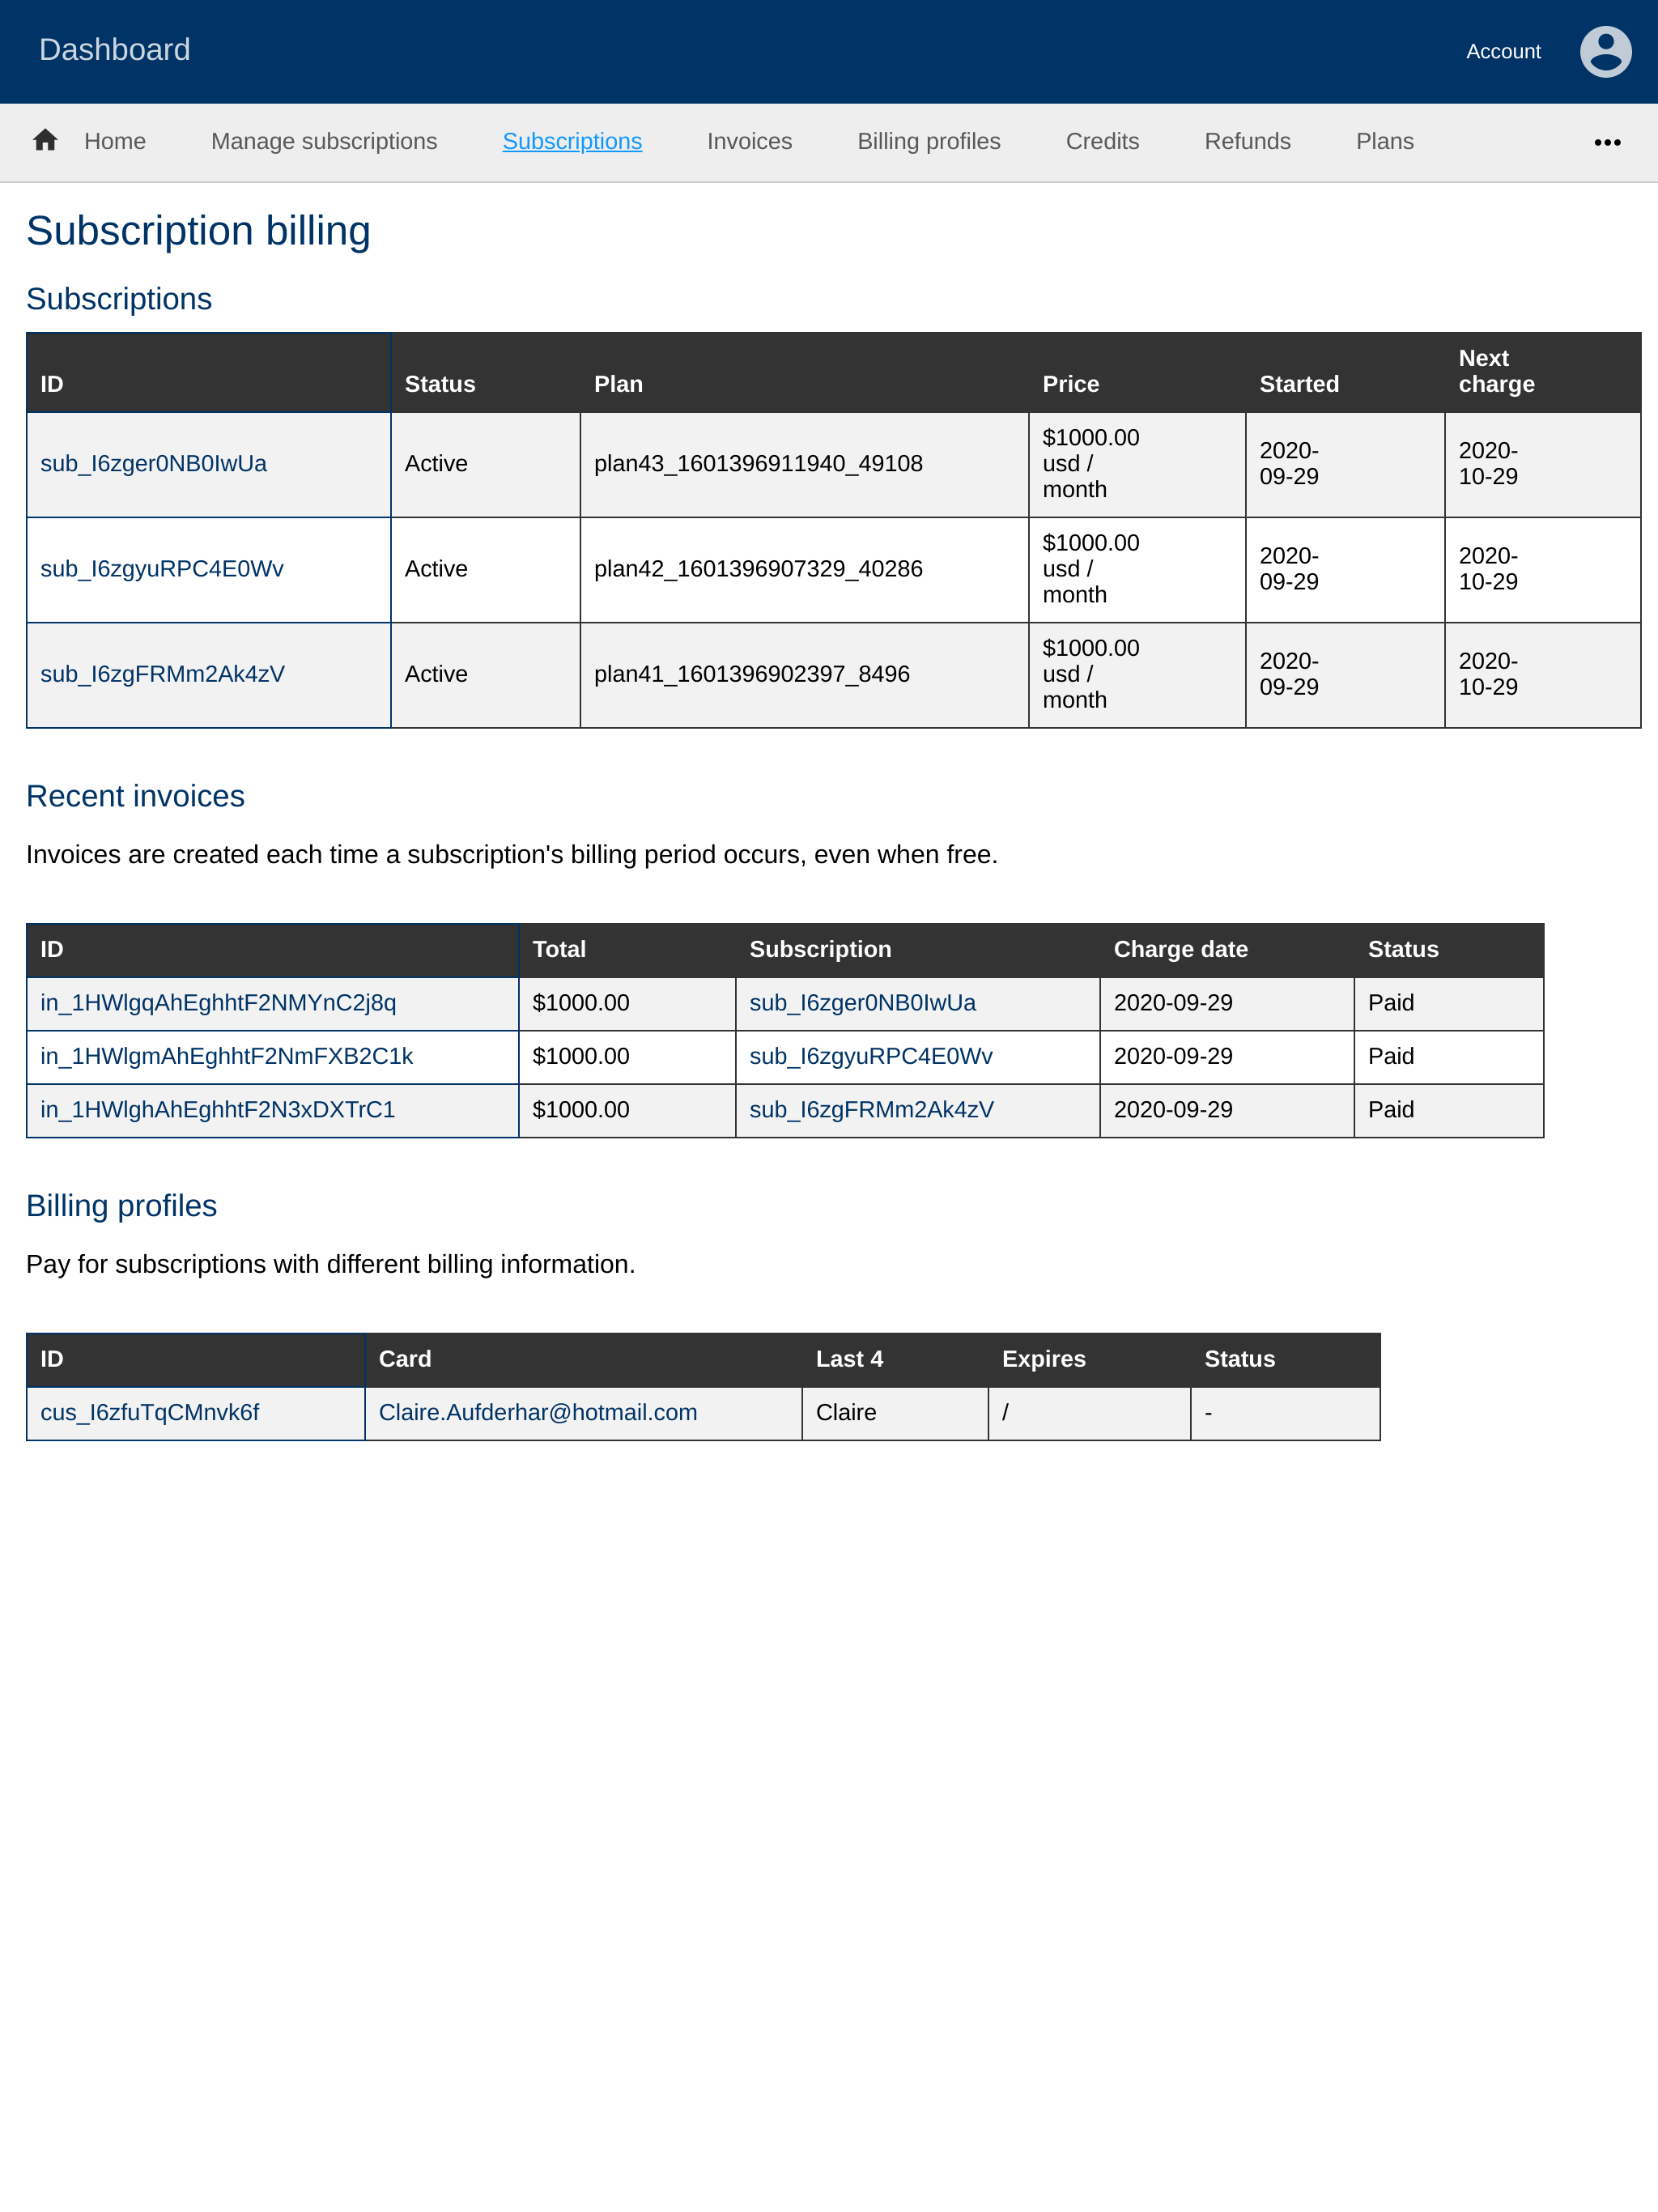 Dashboard
Account
Home Manage subscriptions Subscriptions Invoices Billing profiles Credits Refunds Plans •••
Subscription billing
Subscriptions
ID Status Plan Price Started Next charge
sub_I6zger0NB0IwUa Active plan43_1601396911940_49108 $1000.00 usd / month 2020-09-29 2020-10-29
sub_I6zgyuRPC4E0Wv Active plan42_1601396907329_40286 $1000.00 usd / month 2020-09-29 2020-10-29
sub_I6zgFRMm2Ak4zV Active plan41_1601396902397_8496 $1000.00 usd / month 2020-09-29 2020-10-29
Recent invoices
Invoices are created each time a subscription's billing period occurs, even when free.
ID Total Subscription Charge date Status
in_1HWlgqAhEghhtF2NMYnC2j8q $1000.00 sub_I6zger0NB0IwUa 2020-09-29 Paid
in_1HWlgmAhEghhtF2NmFXB2C1k $1000.00 sub_I6zgyuRPC4E0Wv 2020-09-29 Paid
in_1HWlghAhEghhtF2N3xDXTrC1 $1000.00 sub_I6zgFRMm2Ak4zV 2020-09-29 Paid
Billing profiles
Pay for subscriptions with different billing information.
ID Card Last 4 Expires Status
cus_I6zfuTqCMnvk6f Claire.Aufderhar@hotmail.com Claire / -